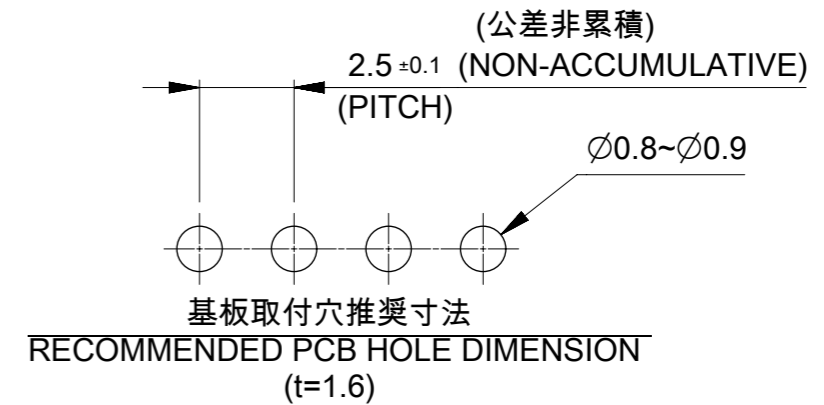 (公差非累積)
2.5 ±0.1 (NON-ACCUMULATIVE)
(PITCH)
∅0.8~∅0.9
基板取付穴推奨寸法
RECOMMENDED PCB HOLE DIMENSION
(t=1.6)